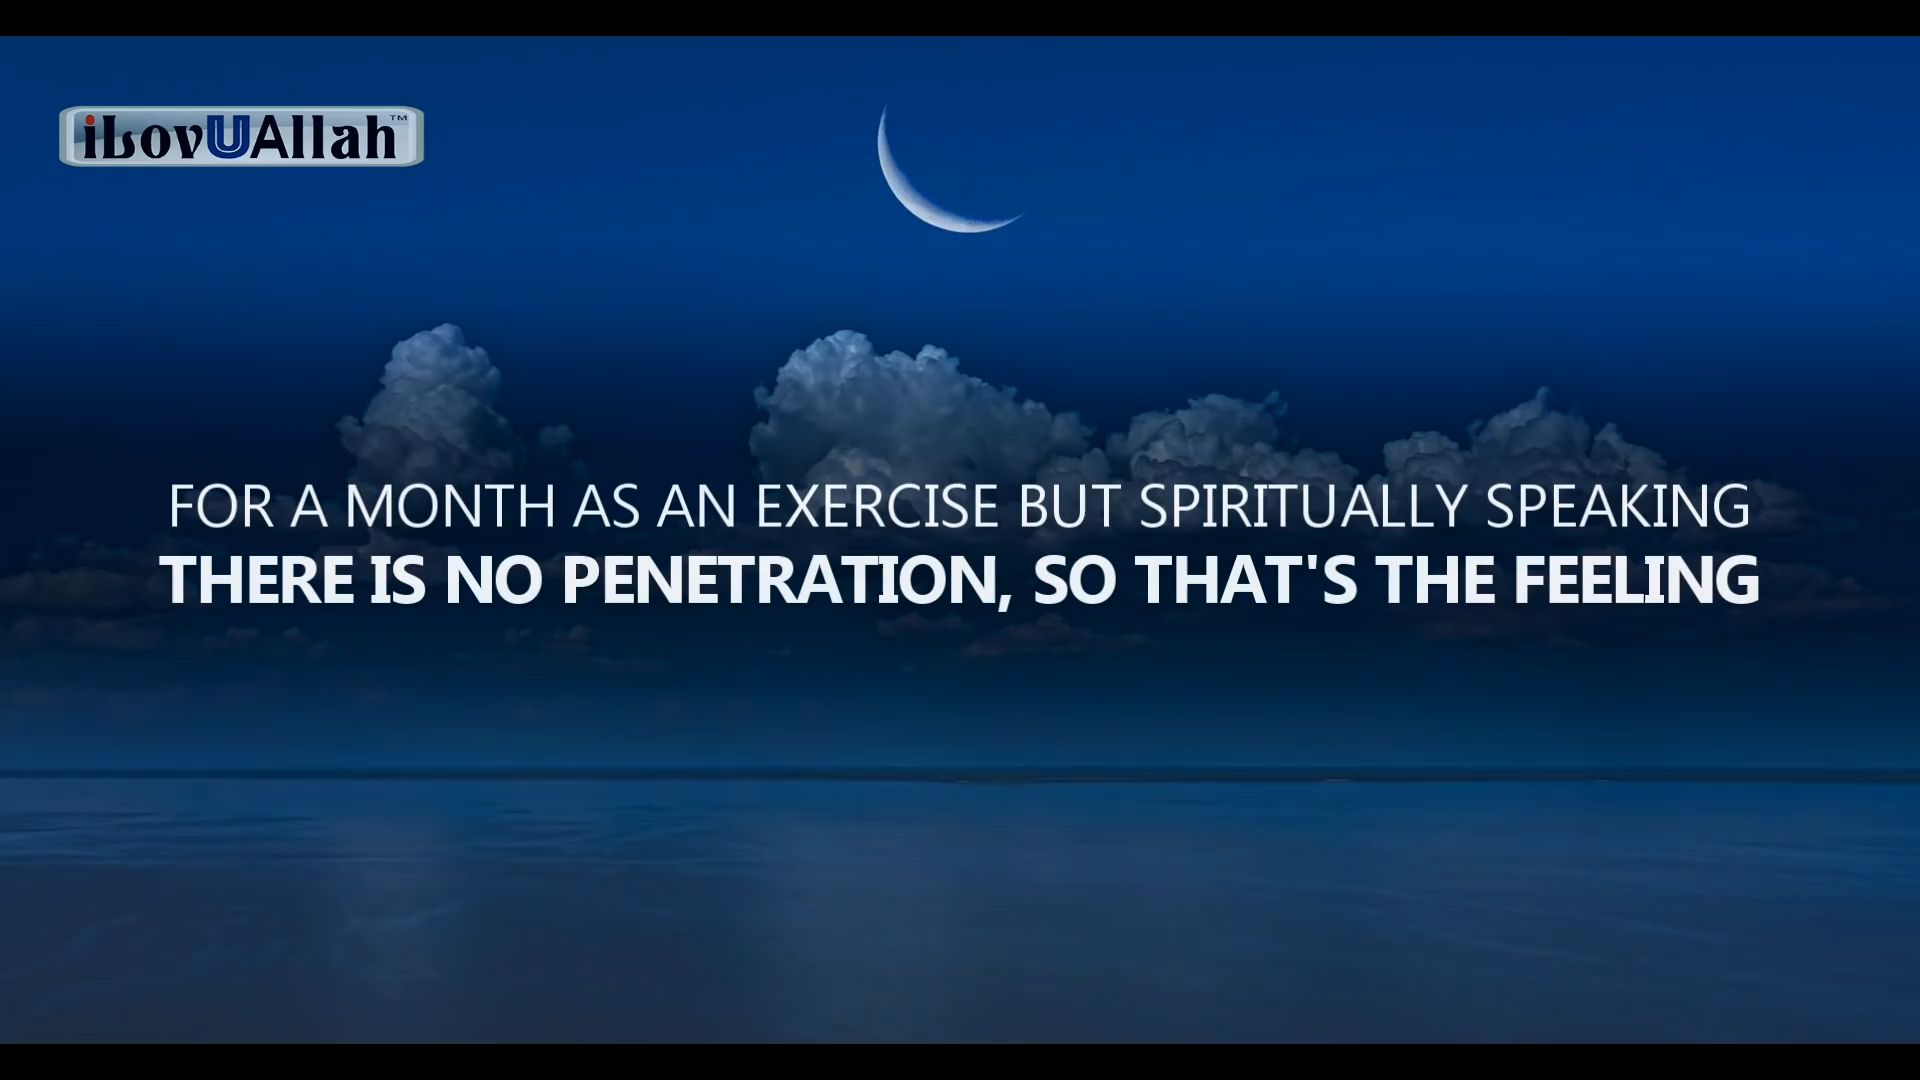 iLovUAllah™
FOR A MONTH AS AN EXERCISE BUT SPIRITUALLY SPEAKING
THERE IS NO PENETRATION, SO THAT'S THE FEELING